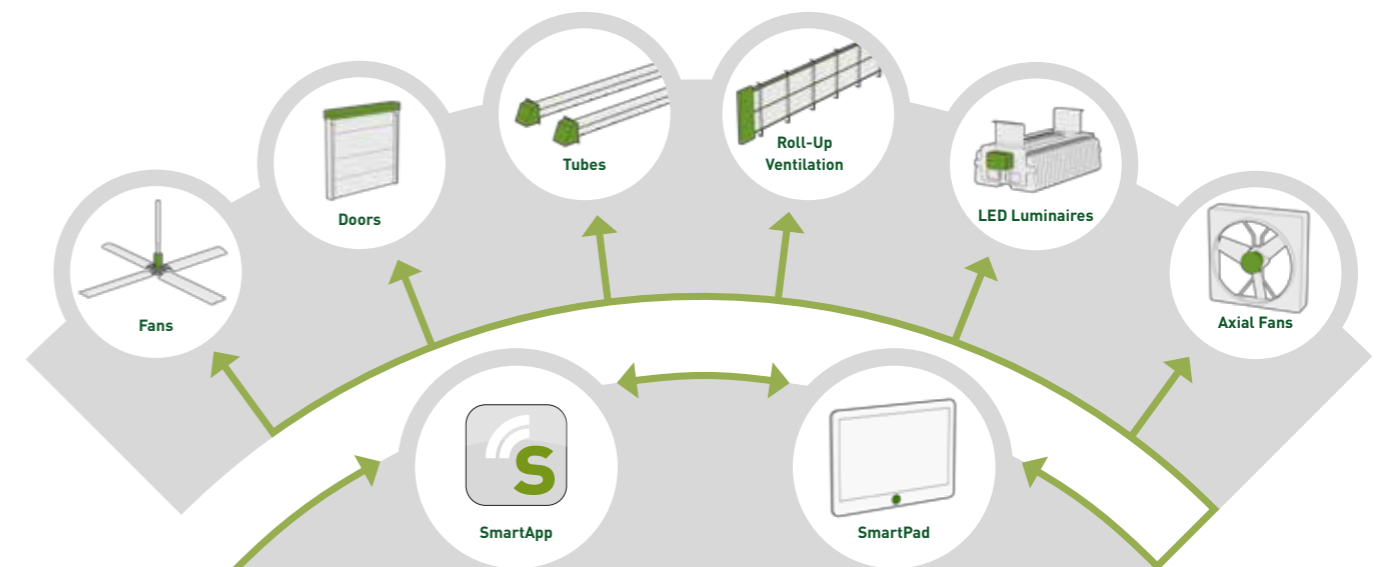 Fans
Doors
Tubes
Roll-Up
Ventilation
LED Luminaires
Axial Fans
S
SmartApp
SmartPad